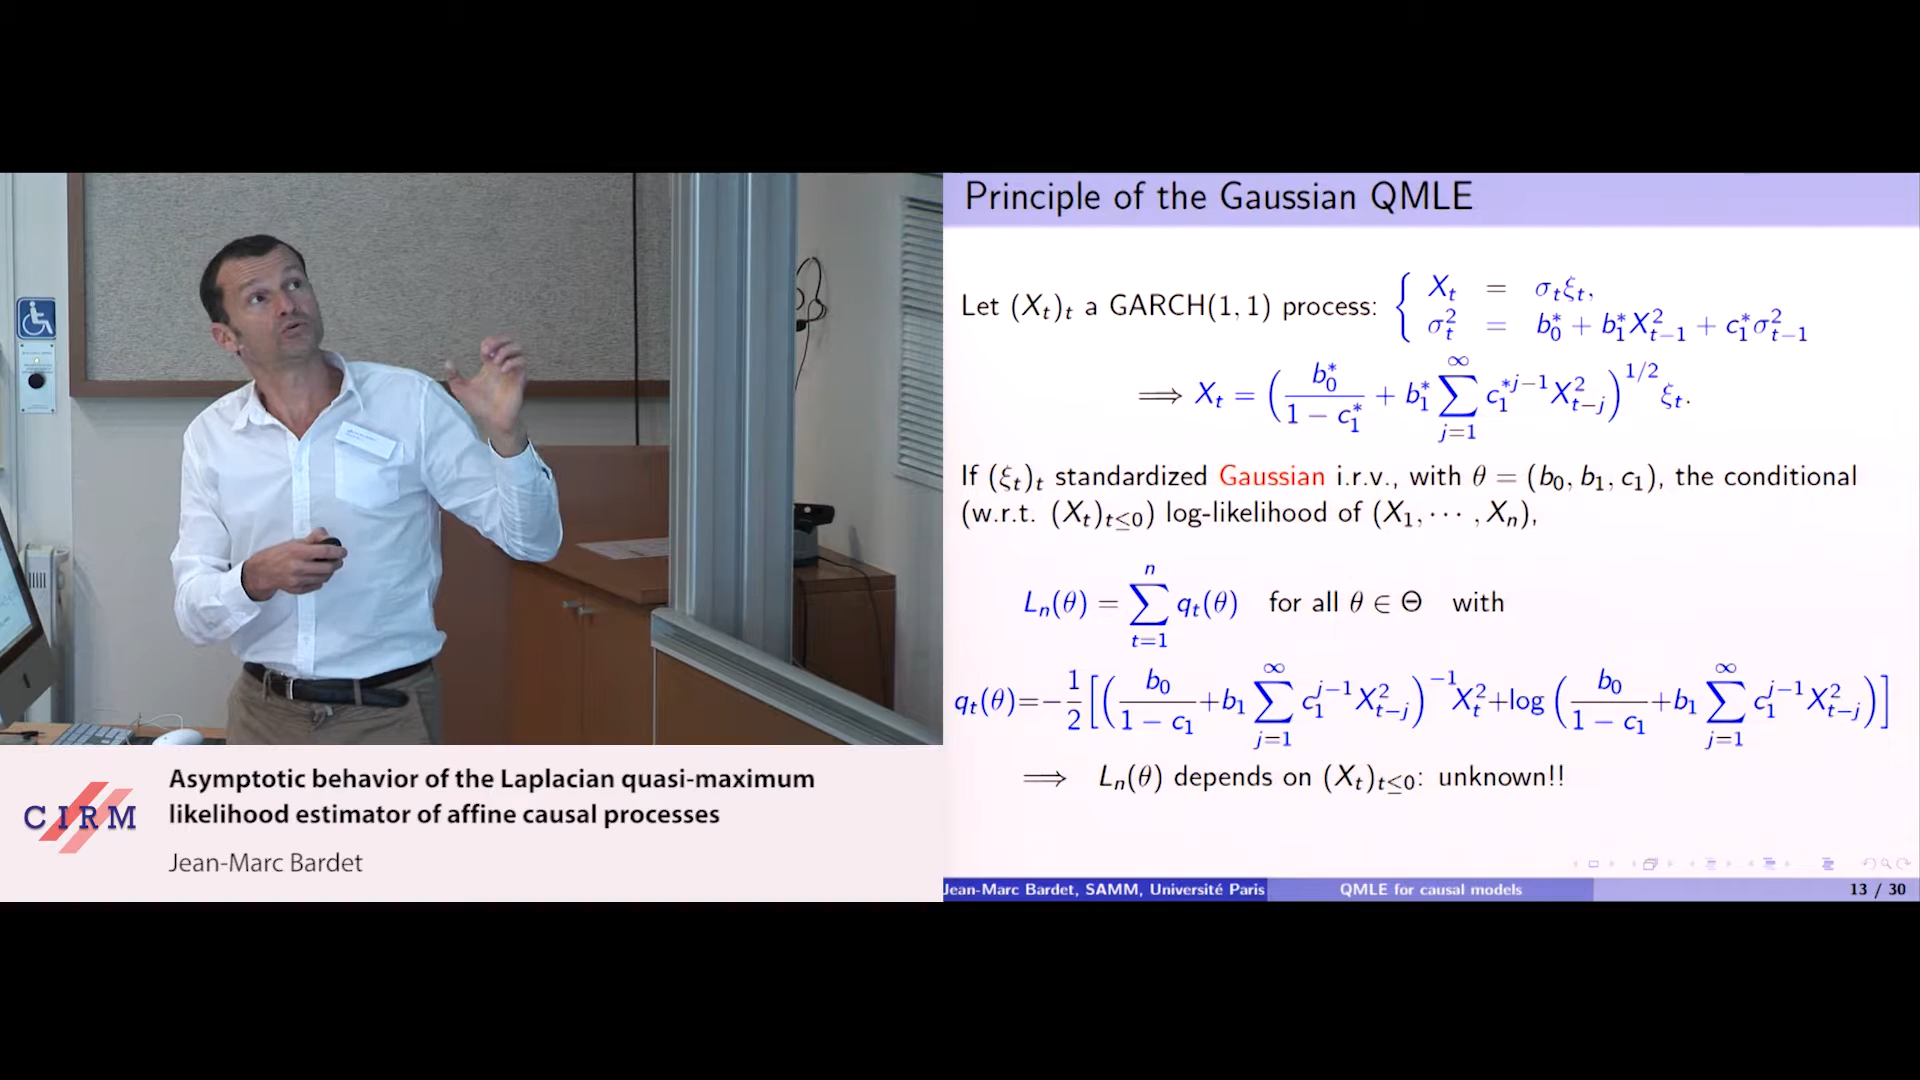 Principle of the Gaussian QMLE
Let (X_t)_t a GARCH(1, 1) process: { X_t = σ_t ξ_t,
σ_t^2 = b_0^* + b_1^* X_{t−1}^2 + c_1^* σ_{t−1}^2
⟹ X_t = ( b_0^* / (1 − c_1^*) + b_1^* ∑_{j=1}^∞ c_1^{*j−1} X_{t−j}^2 )^{1/2} ξ_t.
If (ξ_t)_t standardized Gaussian i.r.v., with θ = (b_0, b_1, c_1), the conditional
(w.r.t. (X_t)_{t≤0}) log-likelihood of (X_1, ⋯ , X_n),
L_n(θ) = ∑_{t=1}^n q_t(θ) for all θ ∈ Θ with
q_t(θ)=−1/2[( b_0 / (1 − c_1) +b_1 ∑_{j=1}^∞ c_1^{j−1} X_{t−j}^2 )^{−1} X_t^2+log ( b_0 / (1 − c_1) +b_1 ∑_{j=1}^∞ c_1^{j−1} X_{t−j}^2 )]
⟹ L_n(θ) depends on (X_t)_{t≤0}: unknown!!
Jean-Marc Bardet, SAMM, Université Paris QMLE for causal models 13 / 30
CIRM
Asymptotic behavior of the Laplacian quasi-maximum
likelihood estimator of affine causal processes
Jean-Marc Bardet